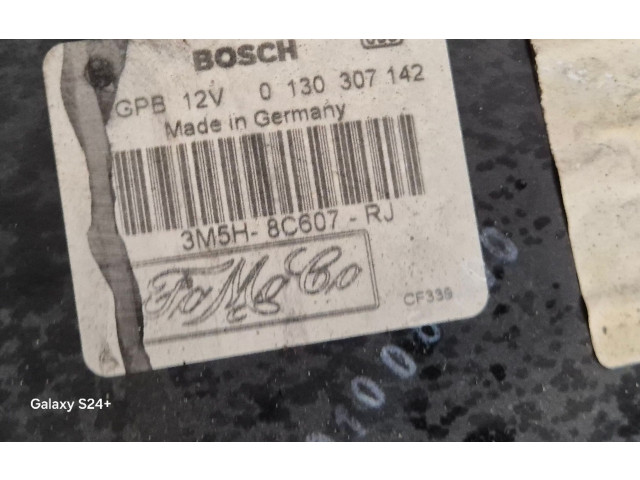 BOSCH
GPB 12V 0 130 307 142
Made in Germany
3M5H-8C607-RJ
FoMoCo
CF339
Galaxy S24+